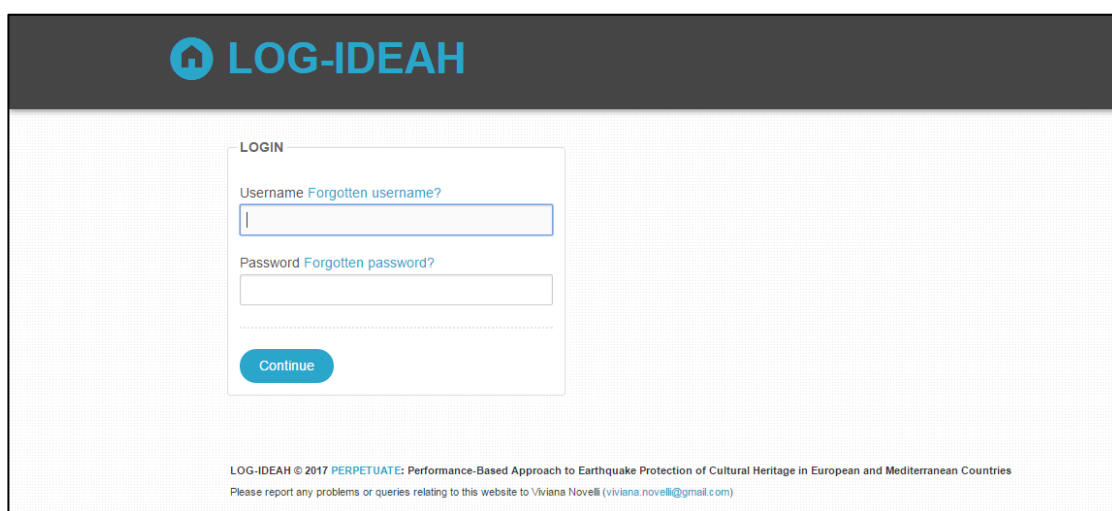 LOG-IDEAH
LOGIN
Username Forgotten username?
Password Forgotten password?
Continue
LOG-IDEAH © 2017 PERPETUATE: Performance-Based Approach to Earthquake Protection of Cultural Heritage in European and Mediterranean Countries
Please report any problems or queries relating to this website to Viviana Novelli (viviana.novelli@gmail.com)